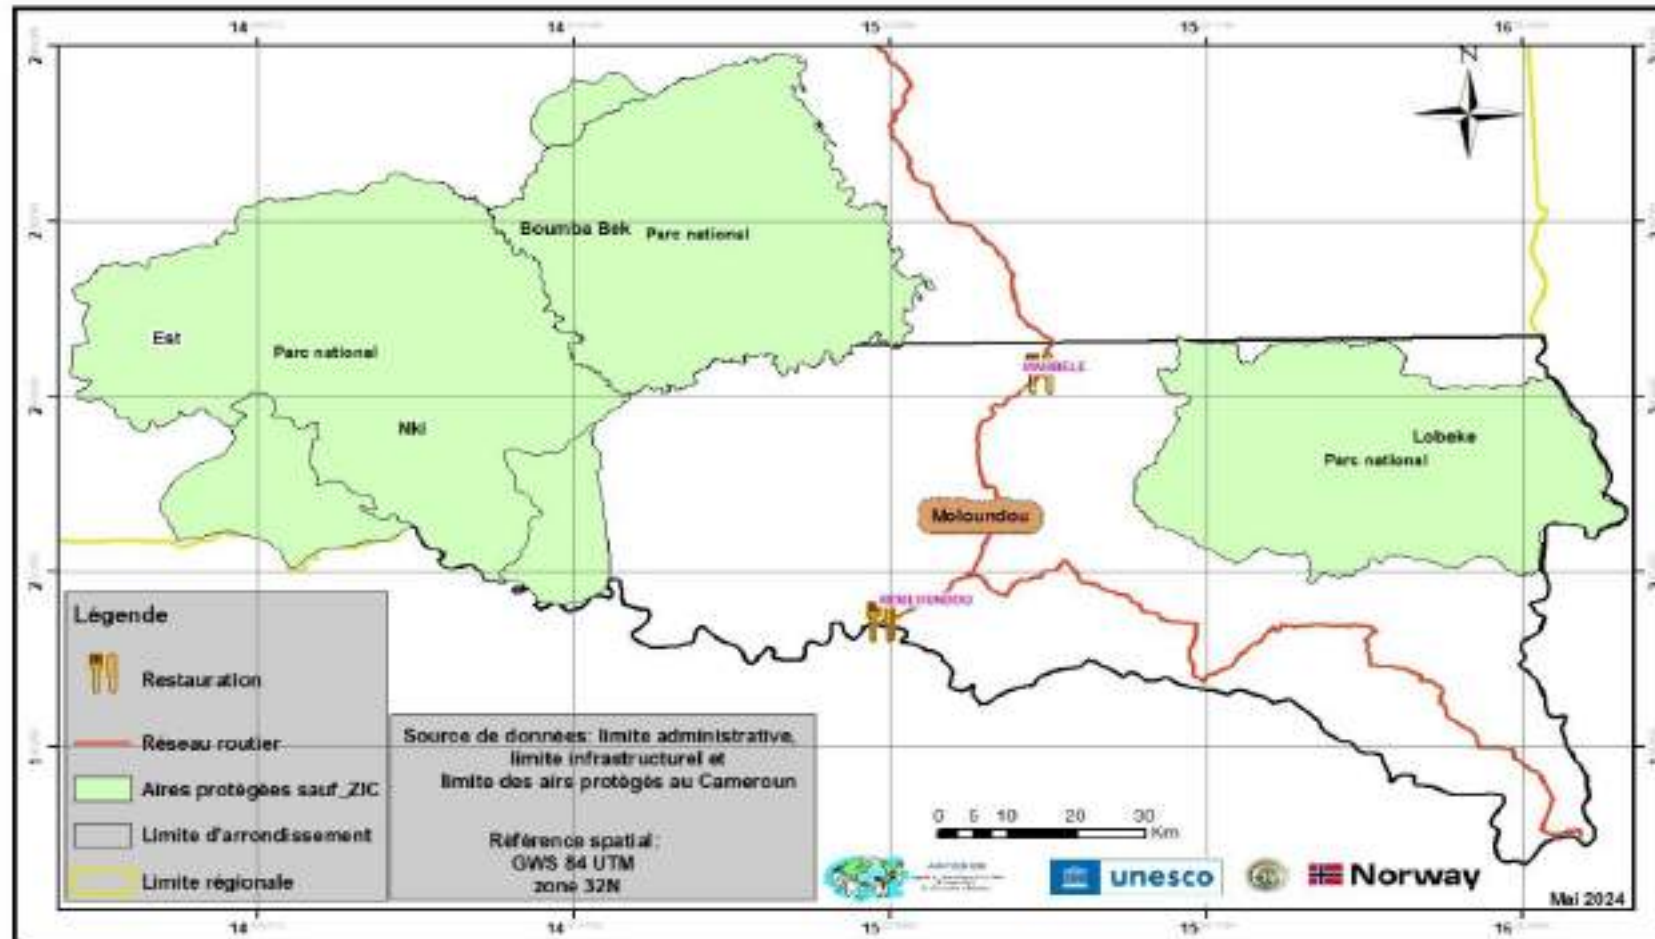 14 14 15 15 16
N
Boumba Bek Parc national
Est
Parc national
Nki
Lobeke
Parc national
Moloundou
Légende
Restauration
Réseau routier
Aires protégées sauf_ZIC
Limite d'arrondissement
Limite régionale
Source de données: limite administrative,
limite infrastructurel et
limite des airs protégés au Cameroun
Référence spatial:
GWS 84 UTM
zone 32N
0 5 10 20 30
Km
unesco
Norway
Mai 2024
14 14 15 15 16